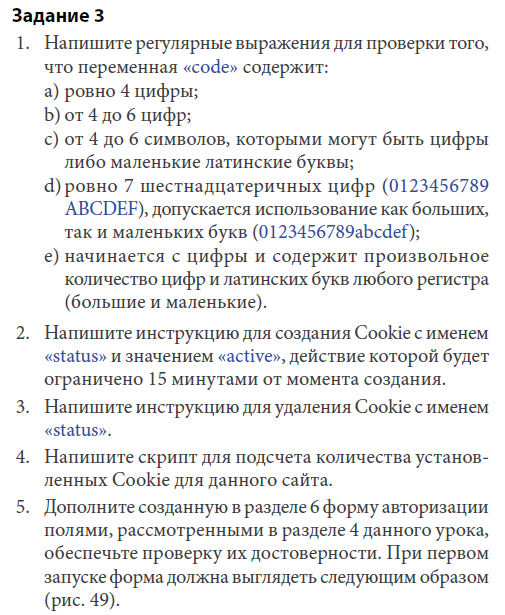 Задание 3
1. Напишите регулярные выражения для проверки того,
что переменная «code» содержит:
a) ровно 4 цифры;
b) от 4 до 6 цифр;
c) от 4 до 6 символов, которыми могут быть цифры
либо маленькие латинские буквы;
d) ровно 7 шестнадцатеричных цифр (0123456789
ABCDEF), допускается использование как больших,
так и маленьких букв (0123456789abcdef);
e) начинается с цифры и содержит произвольное
количество цифр и латинских букв любого регистра
(большие и маленькие).
2. Напишите инструкцию для создания Cookie с именем
«status» и значением «active», действие которой будет
ограничено 15 минутами от момента создания.
3. Напишите инструкцию для удаления Cookie с именем
«status».
4. Напишите скрипт для подсчета количества установ-
ленных Cookie для данного сайта.
5. Дополните созданную в разделе 6 форму авторизации
полями, рассмотренными в разделе 4 данного урока,
обеспечьте проверку их достоверности. При первом
запуске форма должна выглядеть следующим образом
(рис. 49).